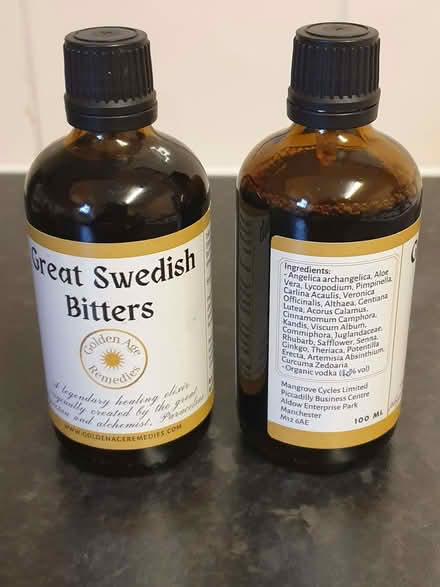 Great Swedish
Bitters
Golden Age
Remedies
A legendary healing elixir
originally created by the great
and alchemist, Paracelsus
WWW.GOLDENAGEREMEDIES.COM
Ingredients:
- Angelica archangelica, Aloe
Vera, Lycopodium, Pimpinella,
Carlina Acaulis, Veronica
Officinalis, Althaea, Gentiana
Lutea, Acorus Calamus,
Cinnamomum Camphora,
Kandis, Viscum Album,
Commiphora, Juglandaceae,
Rhubarb, Safflower, Senna,
Ginkgo, Theriaca, Potentilla
Erecta, Artemisia Absinthium,
Curcuma Zedoaria
-Organic vodka ( % vol)
Mangrove Cycles Limited
Piccadilly Business Centre
Aldow Enterprise Park
Manchester
M12 6AE
100 ML